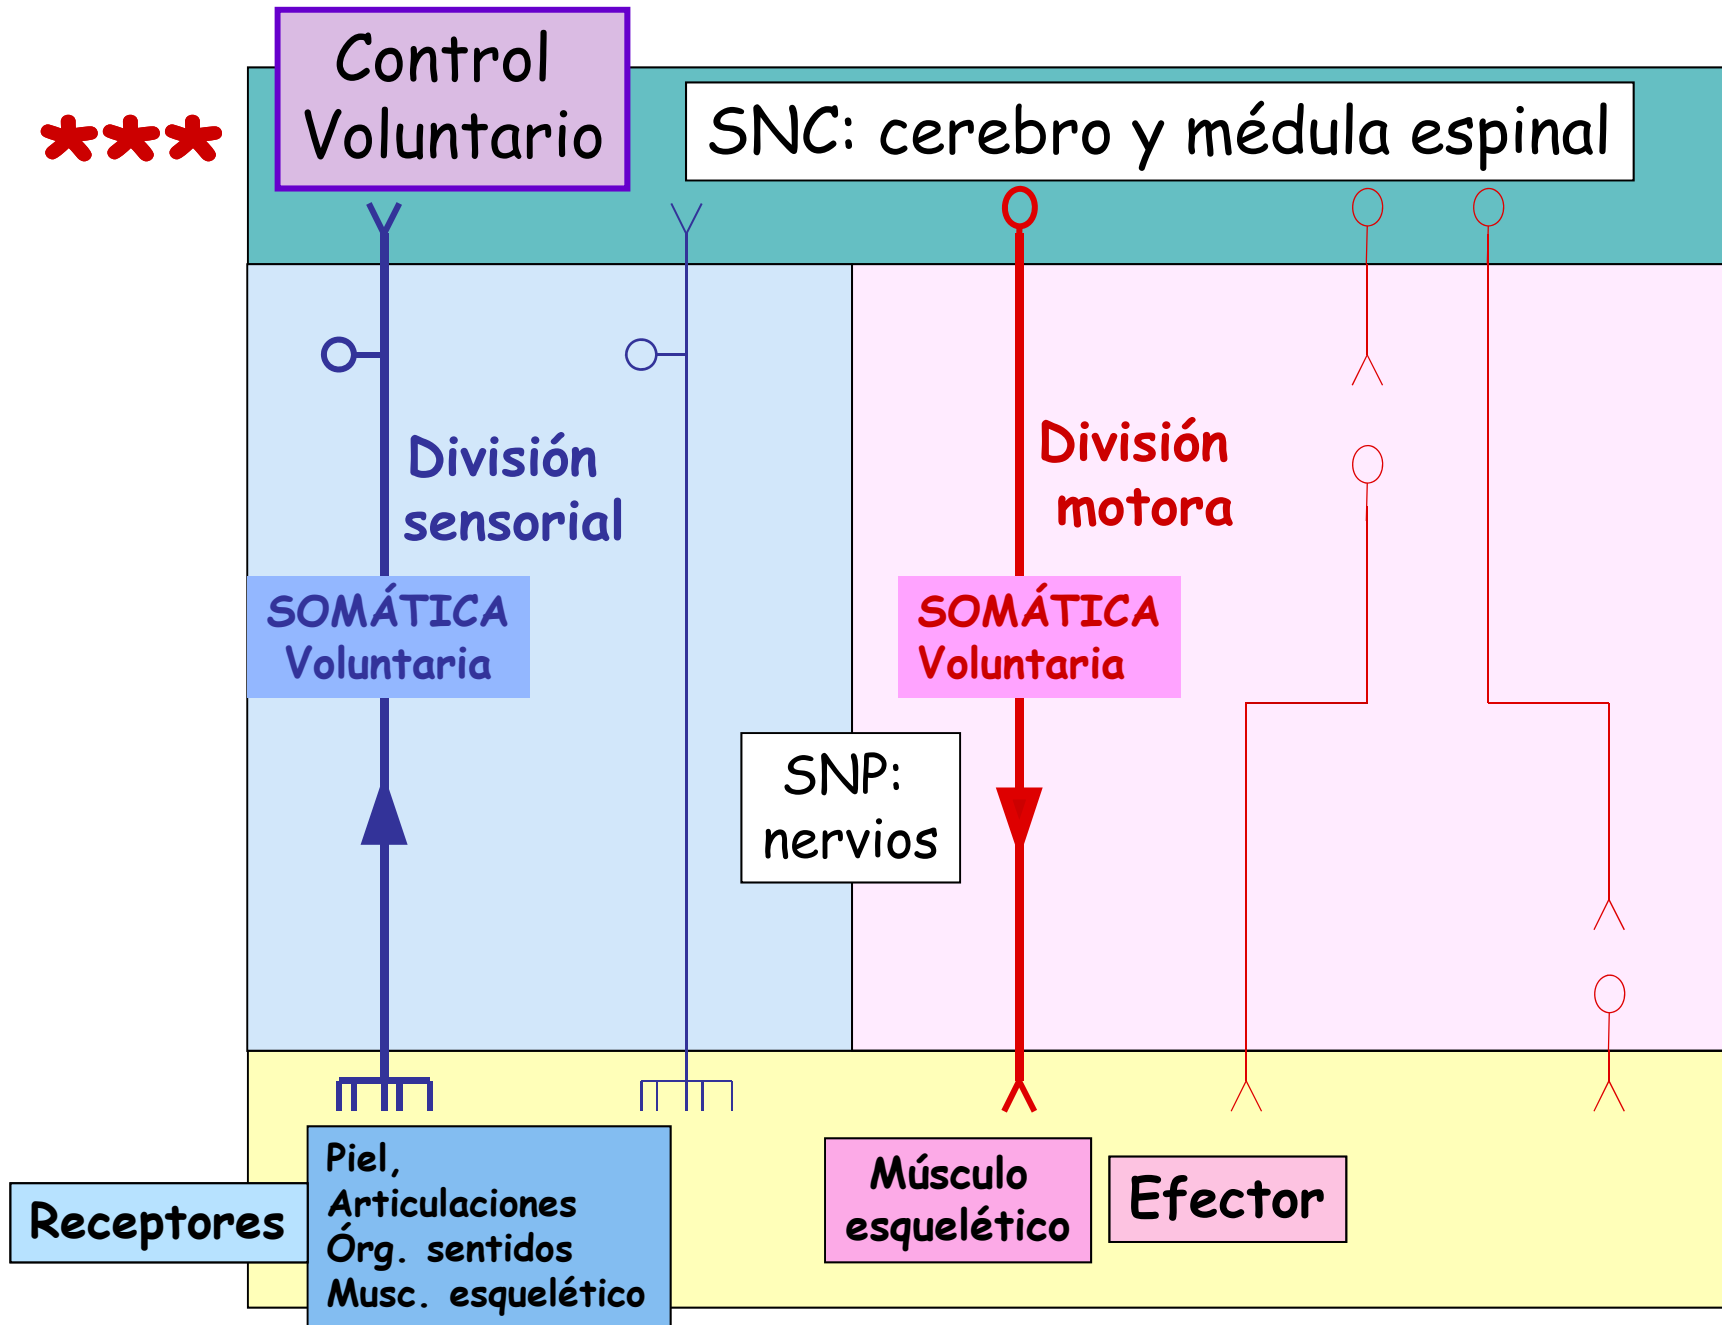 Control
Voluntario
***
SNC: cerebro y médula espinal
División
sensorial
División
motora
SOMÁTICA
Voluntaria
SOMÁTICA
Voluntaria
SNP:
nervios
Receptores
Piel,
Articulaciones
Órg. sentidos
Musc. esquelético
Músculo
esquelético
Efector